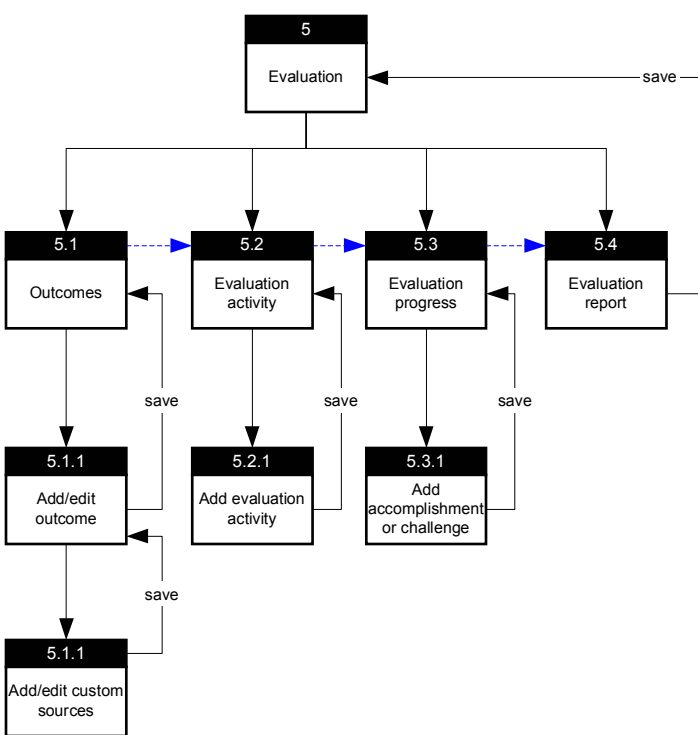 5
Evaluation
save
5.1
Outcomes
5.2
Evaluation
activity
5.3
Evaluation
progress
5.4
Evaluation
report
save
save
save
5.1.1
Add/edit
outcome
5.2.1
Add evaluation
activity
5.3.1
Add
accomplishment
or challenge
save
5.1.1
Add/edit custom
sources